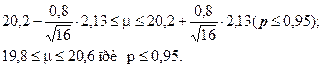 20,2 − 0,8/√16 · 2,13 ≤ μ ≤ 20,2 + 0,8/√16 · 2,13 (p ≤ 0,95);
19,8 ≤ μ ≤ 20,6 ïðè p ≤ 0,95.